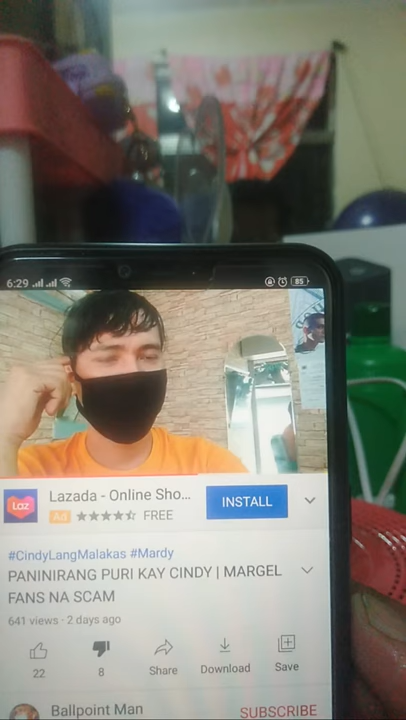 6:29
85
Laz
Lazada - Online Sho...
INSTALL
Ad
FREE
#CindyLangMalakas #Mardy
PANINIRANG PURI KAY CINDY | MARGEL
FANS NA SCAM
641 views · 2 days ago
22
8
Share
Download
Save
Ballpoint Man
SUBSCRIBE